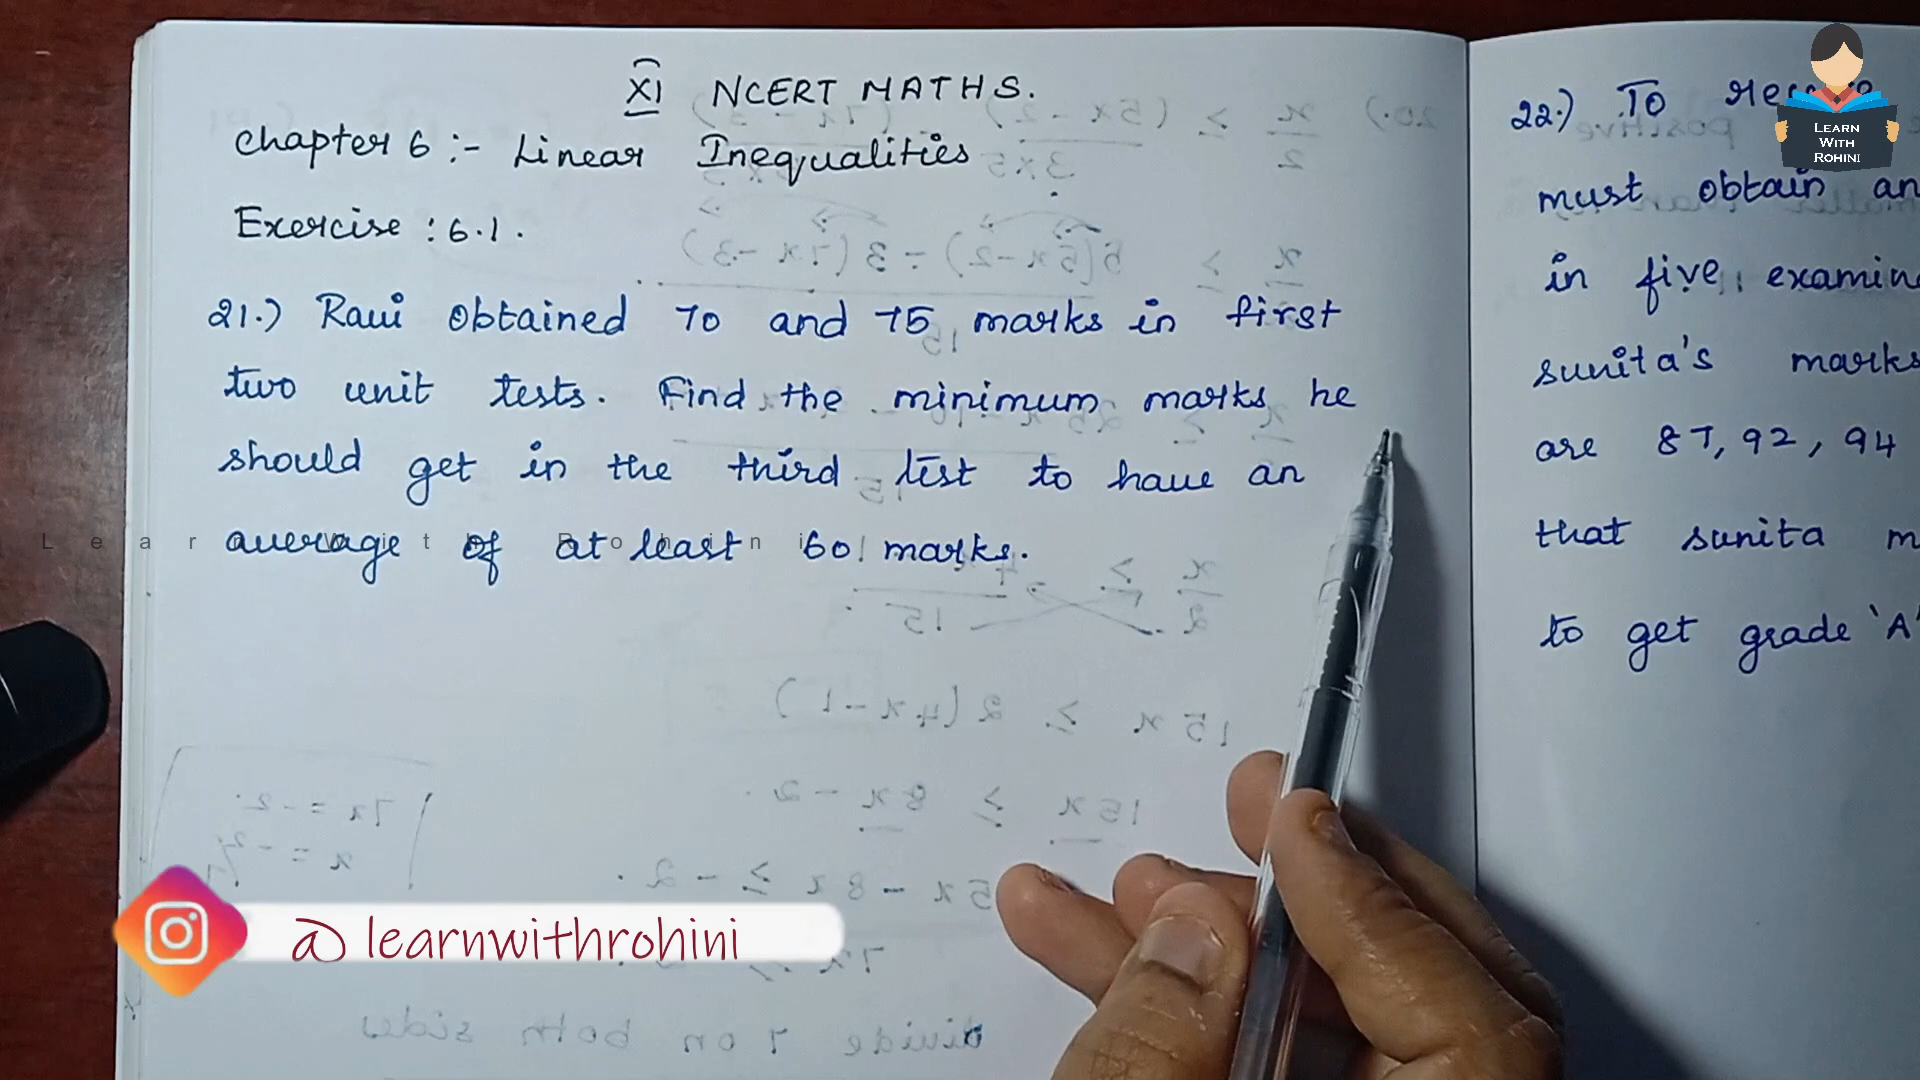 XI NCERT MATHS.
Chapter 6 :- Linear Inequalities
Exercise : 6.1.
21.) Ravi obtained 70 and 75 marks in first
two unit tests. Find the minimum marks he
should get in the third test to have an
average of at least 60 marks.
22.) To
must obtain an
in five examin
sunita's marks
are 87, 92, 94
that sunita m
to get grade 'A'
LEARN
WITH
ROHINI
Learn With Rohini
@learnwithrohini